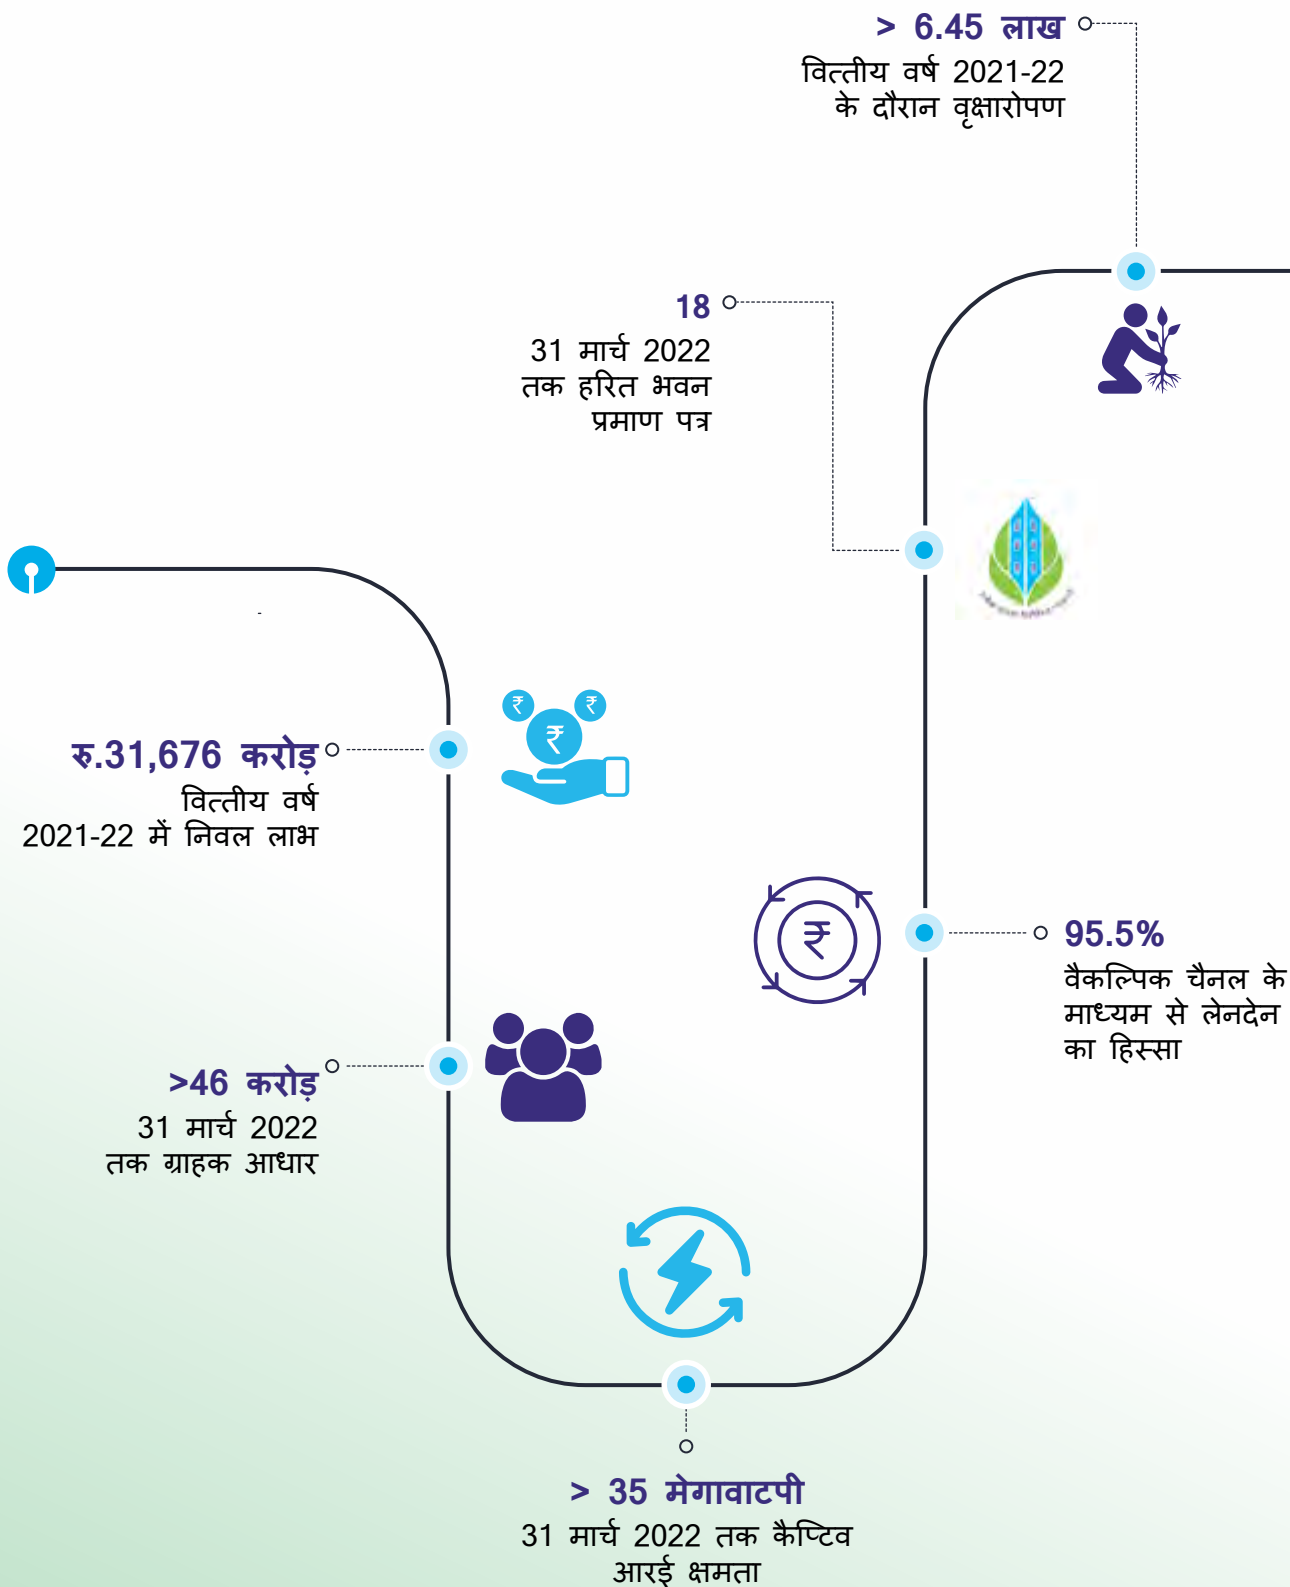 > 6.45 लाख
वित्तीय वर्ष 2021-22
के दौरान वृक्षारोपण
18
31 मार्च 2022
तक हरित भवन
प्रमाण पत्र
रु.31,676 करोड़
वित्तीय वर्ष
2021-22 में निवल लाभ
95.5%
वैकल्पिक चैनल के
माध्यम से लेनदेन
का हिस्सा
>46 करोड़
31 मार्च 2022
तक ग्राहक आधार
> 35 मेगावाटपी
31 मार्च 2022 तक कैप्टिव
आरई क्षमता